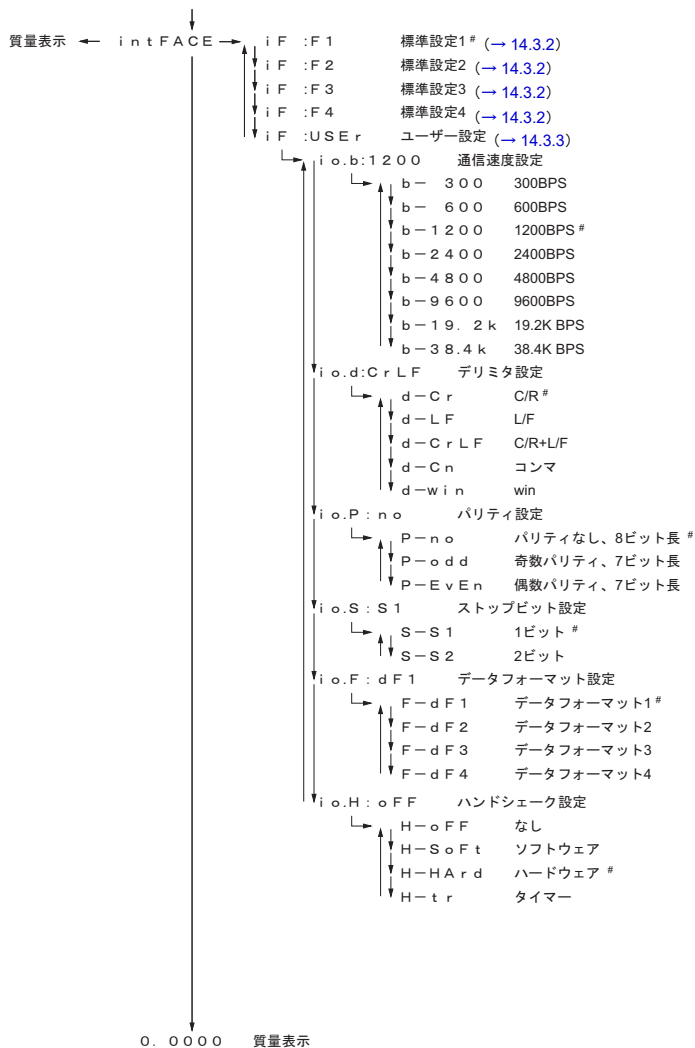 質量表示 intFACE iF :F1 標準設定1# (→ 14.3.2)
iF :F2 標準設定2 (→ 14.3.2)
iF :F3 標準設定3 (→ 14.3.2)
iF :F4 標準設定4 (→ 14.3.2)
iF :USEr ユーザー設定 (→ 14.3.3)
io.b:1200 通信速度設定
b－ 300 300BPS
b－ 600 600BPS
b－1200 1200BPS #
b－2400 2400BPS
b－4800 4800BPS
b－9600 9600BPS
b－19. 2k 19.2K BPS
b－38.4k 38.4K BPS
io.d:CrLF デリミタ設定
d－Cr C/R #
d－LF L/F
d－CrLF C/R+L/F
d－Cn コンマ
d－win win
io.P:no パリティ設定
P－no パリティなし、8ビット長 #
P－odd 奇数パリティ、7ビット長
P－EvEn 偶数パリティ、7ビット長
io.S:S1 ストップビット設定
S－S1 1ビット #
S－S2 2ビット
io.F:dF1 データフォーマット設定
F－dF1 データフォーマット1 #
F－dF2 データフォーマット2
F－dF3 データフォーマット3
F－dF4 データフォーマット4
io.H:oFF ハンドシェーク設定
H－oFF なし
H－SoFt ソフトウェア
H－HArd ハードウェア #
H－tr タイマー
0. 0000 質量表示